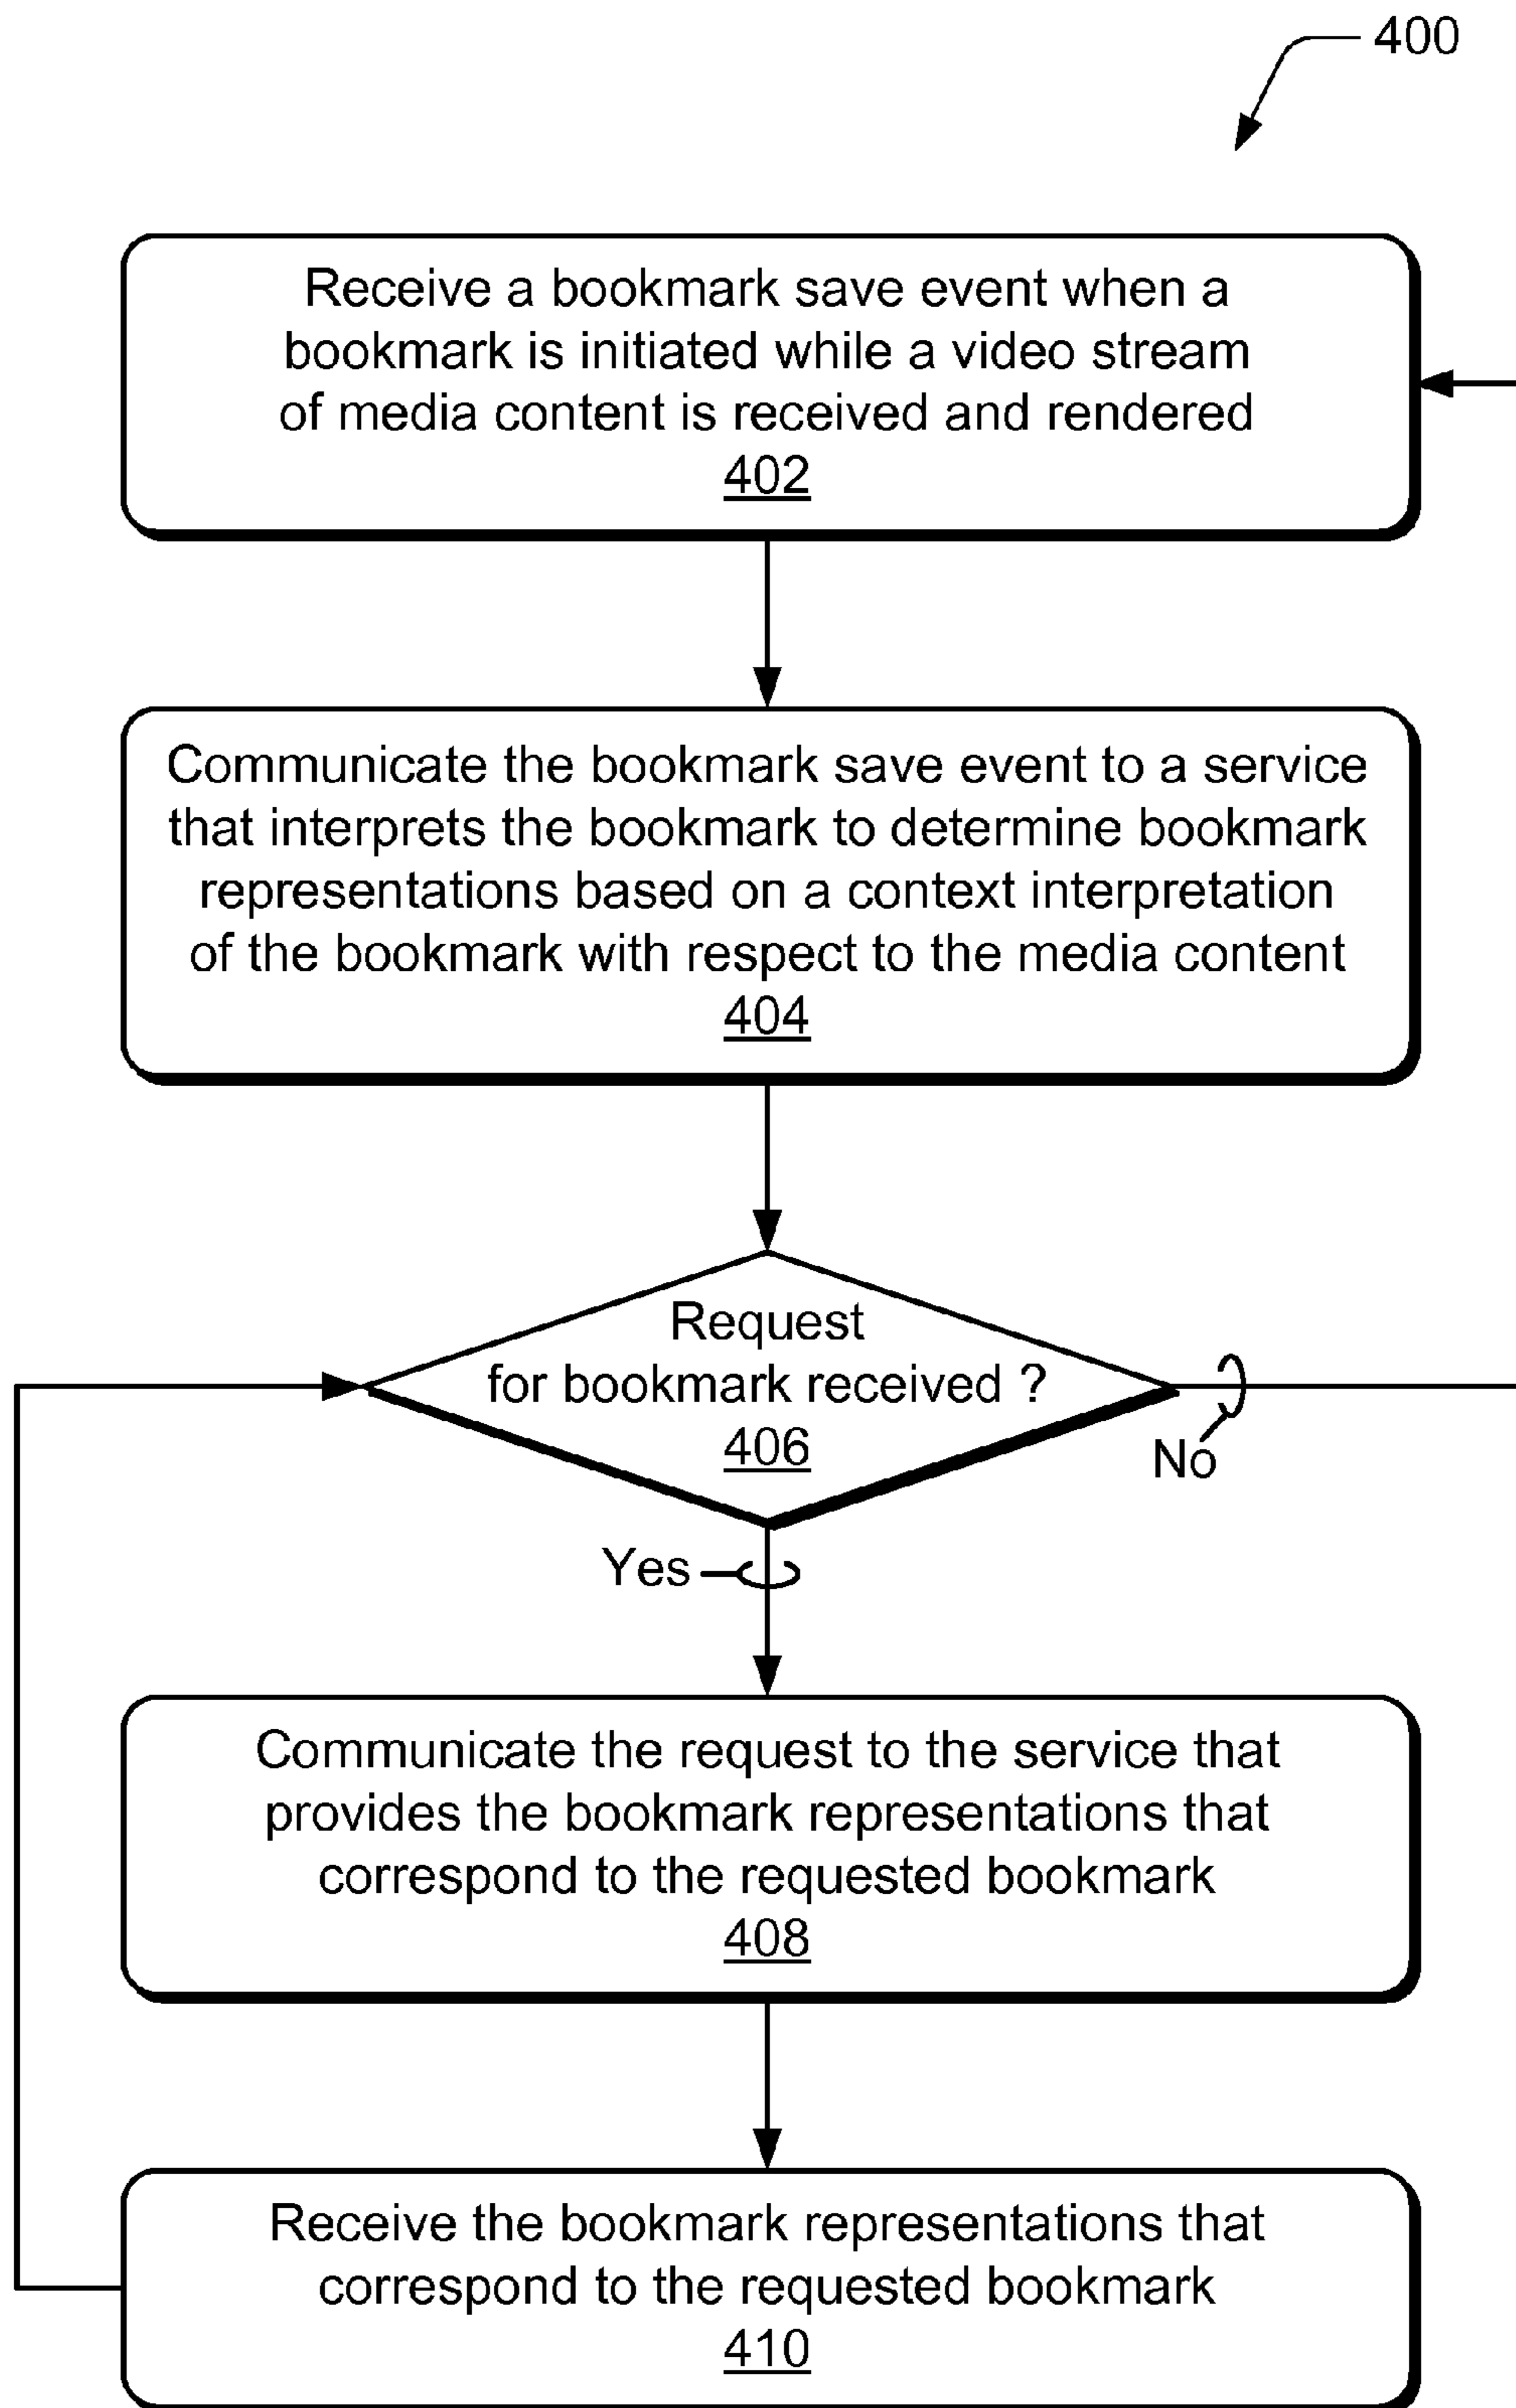 400
Receive a bookmark save event when a
bookmark is initiated while a video stream
of media content is received and rendered
402
Communicate the bookmark save event to a service
that interprets the bookmark to determine bookmark
representations based on a context interpretation
of the bookmark with respect to the media content
404
Request
for bookmark received ?
406
No
Yes
Communicate the request to the service that
provides the bookmark representations that
correspond to the requested bookmark
408
Receive the bookmark representations that
correspond to the requested bookmark
410